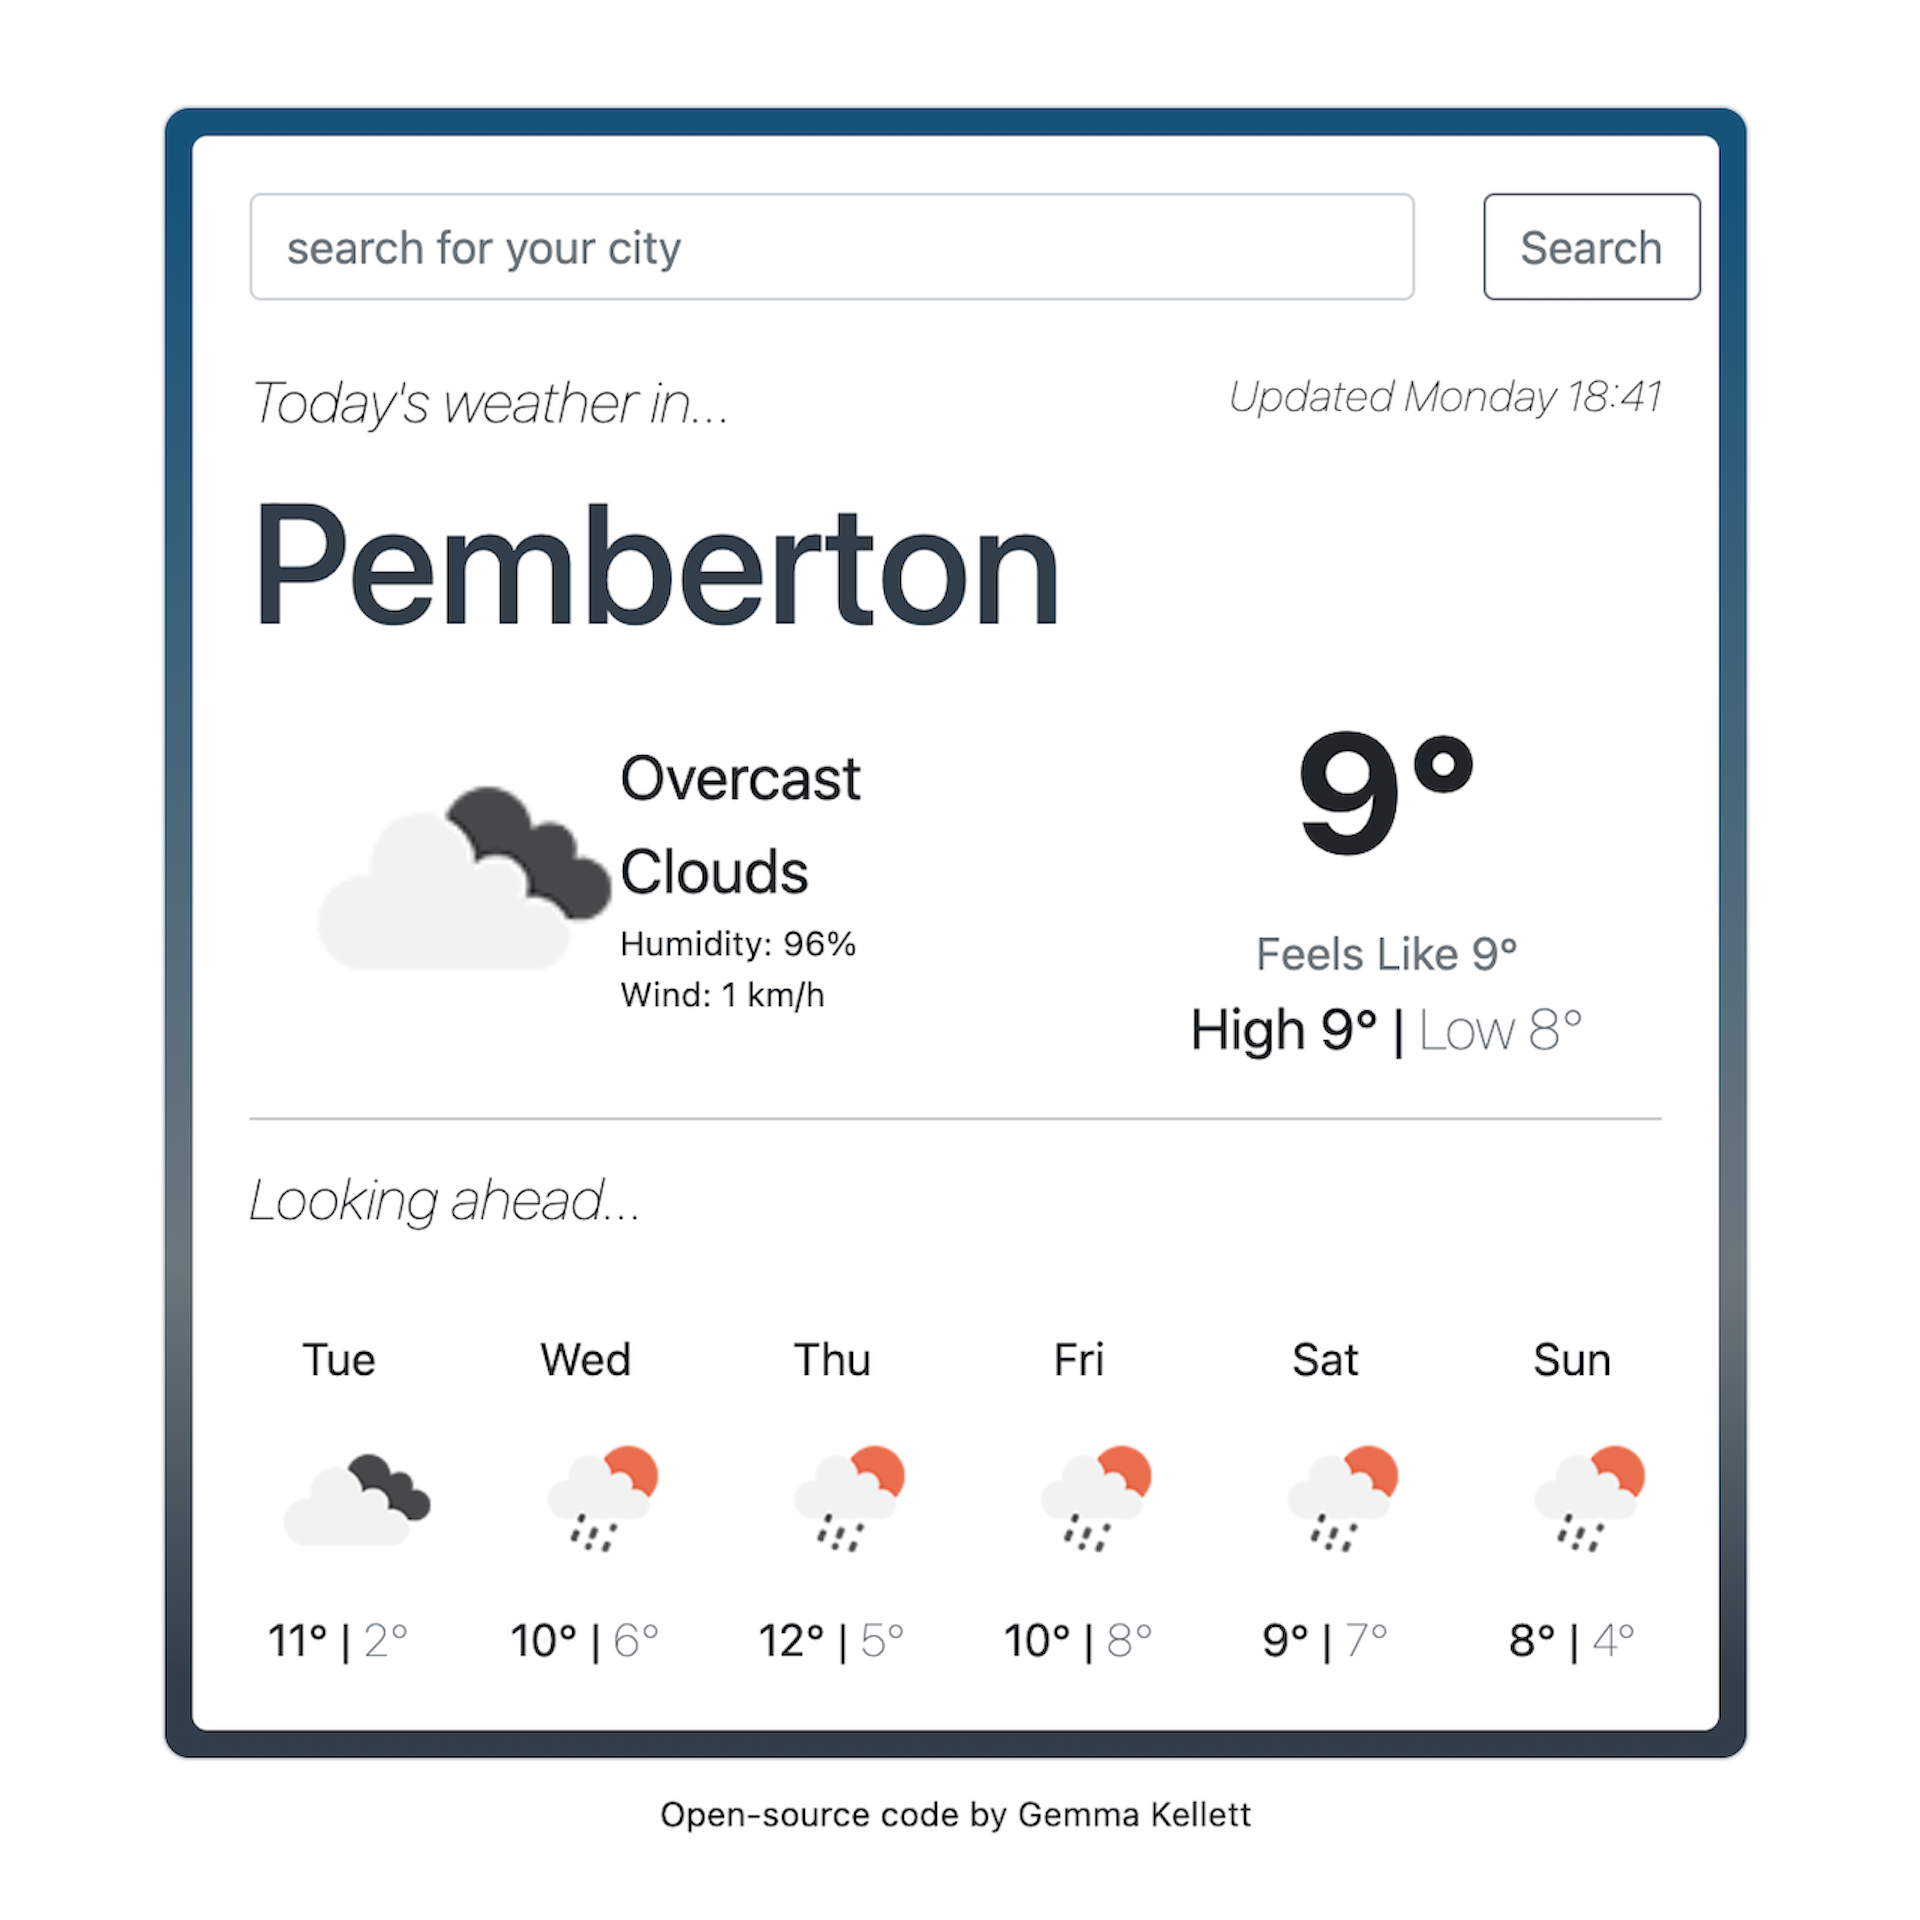 search for your city
Search
Today's weather in...
Updated Monday 18:41
Pemberton
Overcast
Clouds
Humidity: 96%
Wind: 1 km/h
9°
Feels Like 9°
High 9° | Low 8°
Looking ahead...
Tue Wed Thu Fri Sat Sun
11° | 2° 10° | 6° 12° | 5° 10° | 8° 9° | 7° 8° | 4°
Open-source code by Gemma Kellett